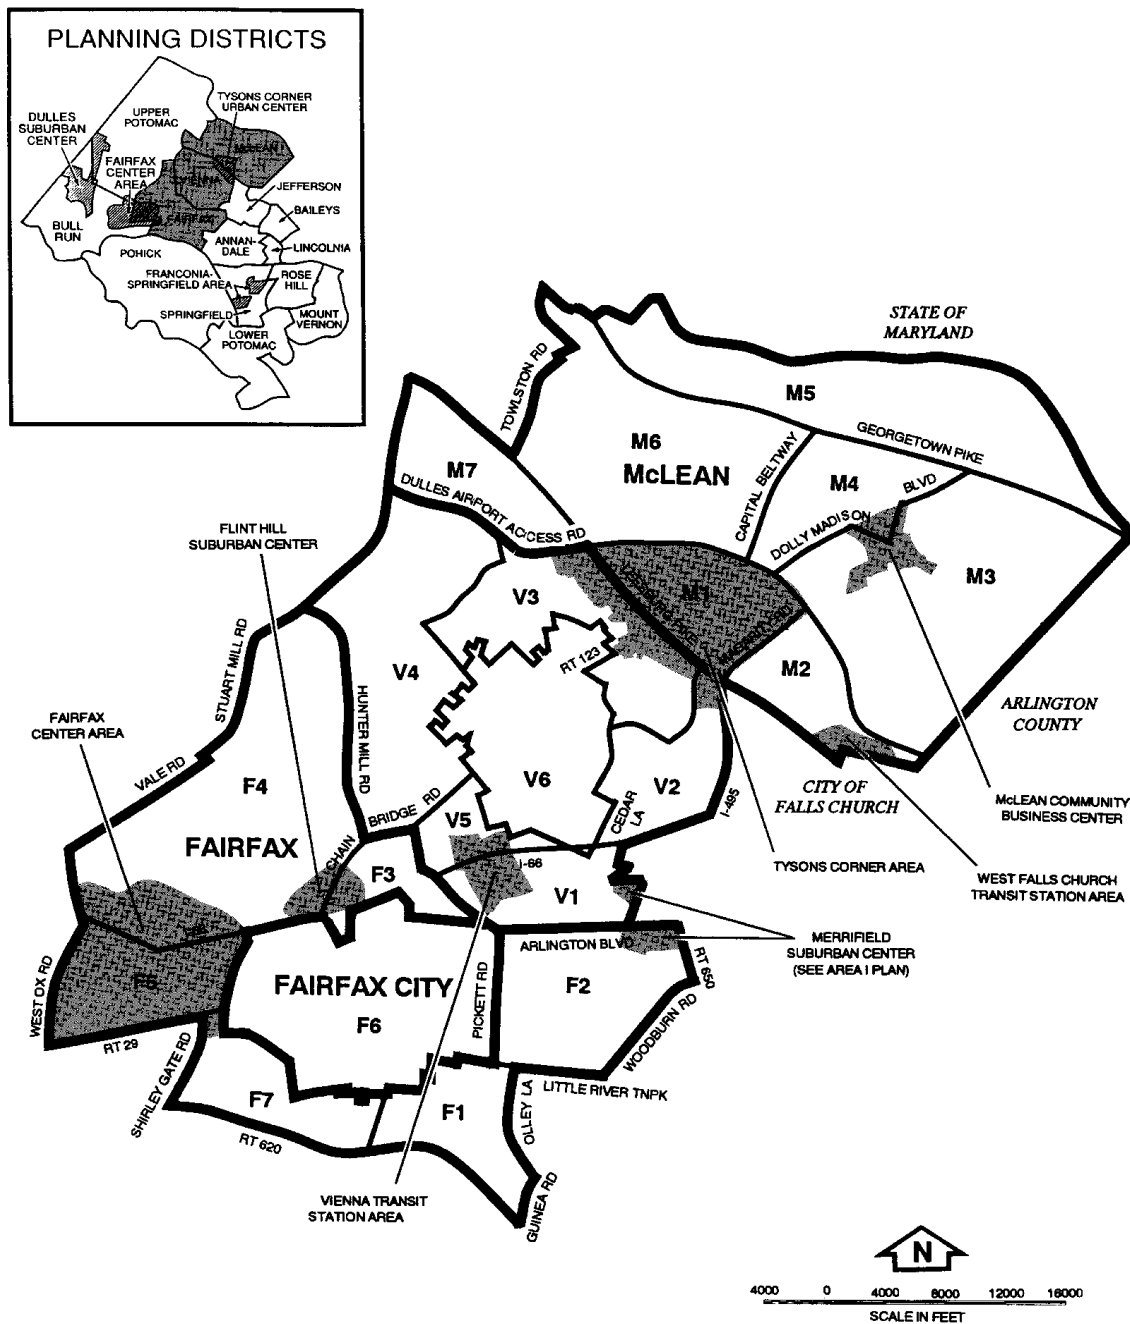 PLANNING DISTRICTS
TYSONS CORNER
URBAN CENTER
UPPER
POTOMAC
DULLES
SUBURBAN
CENTER
McLEAN
FAIRFAX
CENTER
AREA
VIENNA
JEFFERSON
BAILEYS
FAIRFAX
BULL
RUN
ANNAN-
DALE
LINCOLNIA
POHICK
FRANCONIA-
SPRINGFIELD AREA
ROSE
HILL
SPRINGFIELD
MOUNT
VERNON
LOWER
POTOMAC
STATE OF
MARYLAND
TOWLSTON RD
M5
M6
McLEAN
GEORGETOWN PIKE
CAPITAL BELTWAY
M7
M4
BLVD
DULLES AIRPORT ACCESS RD
DOLLY MADISON
FLINT HILL
SUBURBAN CENTER
M3
M1
V3
RT 123
M2
V4
STUART MILL RD
HUNTER MILL RD
ARLINGTON
COUNTY
FAIRFAX
CENTER AREA
VALE RD
F4
V6
V2
I-495
CITY OF
FALLS CHURCH
McLEAN COMMUNITY
BUSINESS CENTER
BRIDGE RD
V5
CEDAR
LA
FAIRFAX
CHAIN
F3
I-66
TYSONS CORNER AREA
WEST FALLS CHURCH
TRANSIT STATION AREA
V1
ARLINGTON BLVD
MERRIFIELD
SUBURBAN CENTER
(SEE AREA I PLAN)
RT 650
WEST OX RD
F5
FAIRFAX CITY
F6
PICKETT RD
F2
WOODBURN RD
RT 29
SHIRLEY GATE RD
LITTLE RIVER TNPK
F7
F1
OLLEY LA
RT 620
GUINEA RD
VIENNA TRANSIT
STATION AREA
N
4000 0 4000 8000 12000 16000
SCALE IN FEET